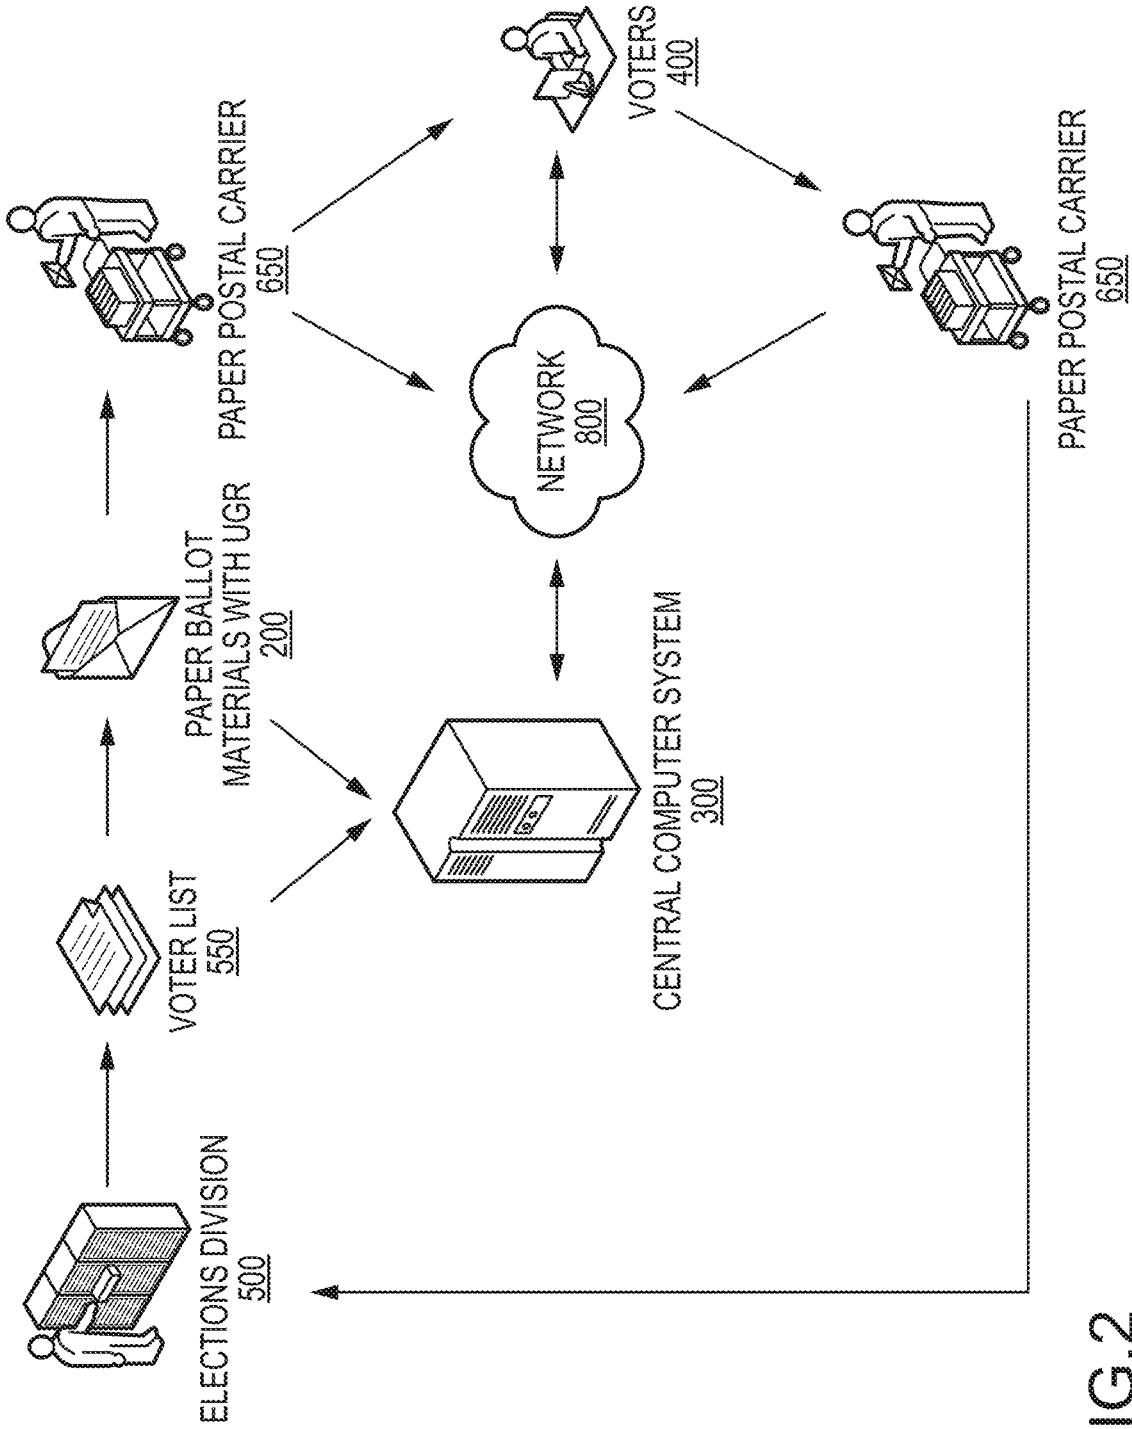 ELECTIONS DIVISION
500
VOTER LIST
550
PAPER BALLOT
MATERIALS WITH UGR
200
PAPER POSTAL CARRIER
650
CENTRAL COMPUTER SYSTEM
300
NETWORK
800
VOTERS
400
PAPER POSTAL CARRIER
650
IG.2